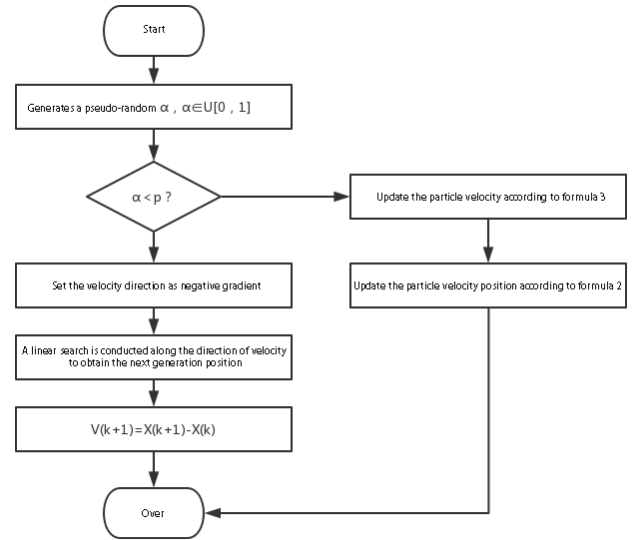 Start
Generates a pseudo-random α , α∈U[0 , 1]
α<p ?
Update the particle velocity according to formula 3
Set the velocity direction as negative gradient
Update the particle velocity position according to formula 2
A linear search is conducted along the direction of velocity
to obtain the next generation position
V(k+1)=X(k+1)-X(k)
Over